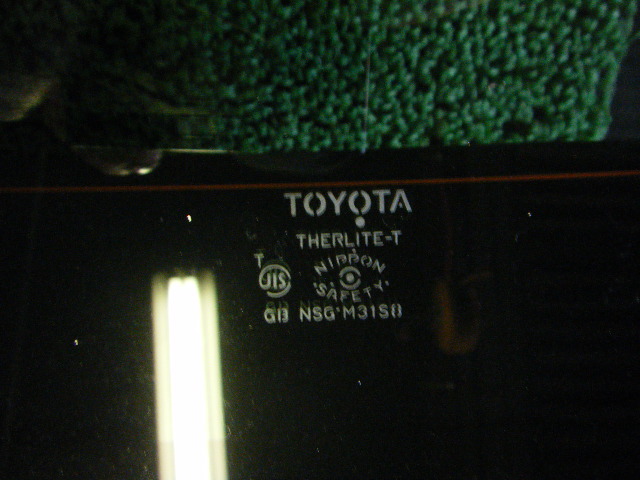 TOYOTA
THERLITE-T
T
JIS
NIPPON
SAFETY
GB NSG M31S8